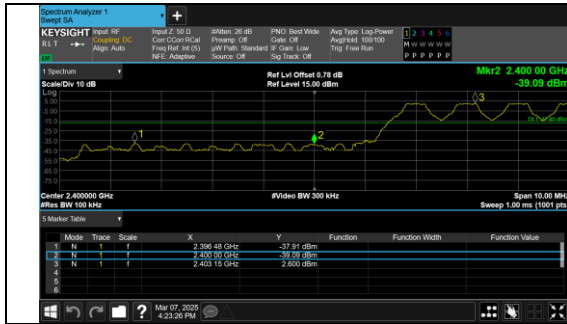 Spectrum Analyzer 1
Swept SA
+
KEYSIGHT Input: RF Input Z: 50 Ω #Atten: 26 dB PNO: Best Wide Avg Type: Log-Power 1 2 3 4 5 6
RLT Coupling: DC Corr CCorr RCal Preamp: Off Gate: Off Avg|Hold: 100/100 M W W W W W
Align: Auto Freq Ref: Int (S) µW Path: Standard IF Gain: Low Trig: Free Run
NFE: Adaptive Source: Off Sig Track: Off P P P P P P
1 Spectrum Ref Lvl Offset 0.78 dB Mkr2 2.400 00 GHz
Scale/Div 10 dB Ref Level 15.00 dBm -39.09 dBm
Log
5.00
-5.00
-15.0
-25.0
-35.0
-45.0
-55.0
-65.0
-75.0
1
2
3
Center 2.400000 GHz #Video BW 300 kHz Span 10.00 MHz
#Res BW 100 kHz Sweep 1.00 ms (1001 pts)
5 Marker Table
Mode Trace Scale X Y Function Function Width Function Value
1 N 1 f 2.396 48 GHz -37.91 dBm
2 N 1 f 2.400 00 GHz -39.09 dBm
3 N 1 f 2.403 15 GHz 2.600 dBm
4
5
6
? Mar 07, 2025
4:23:26 PM